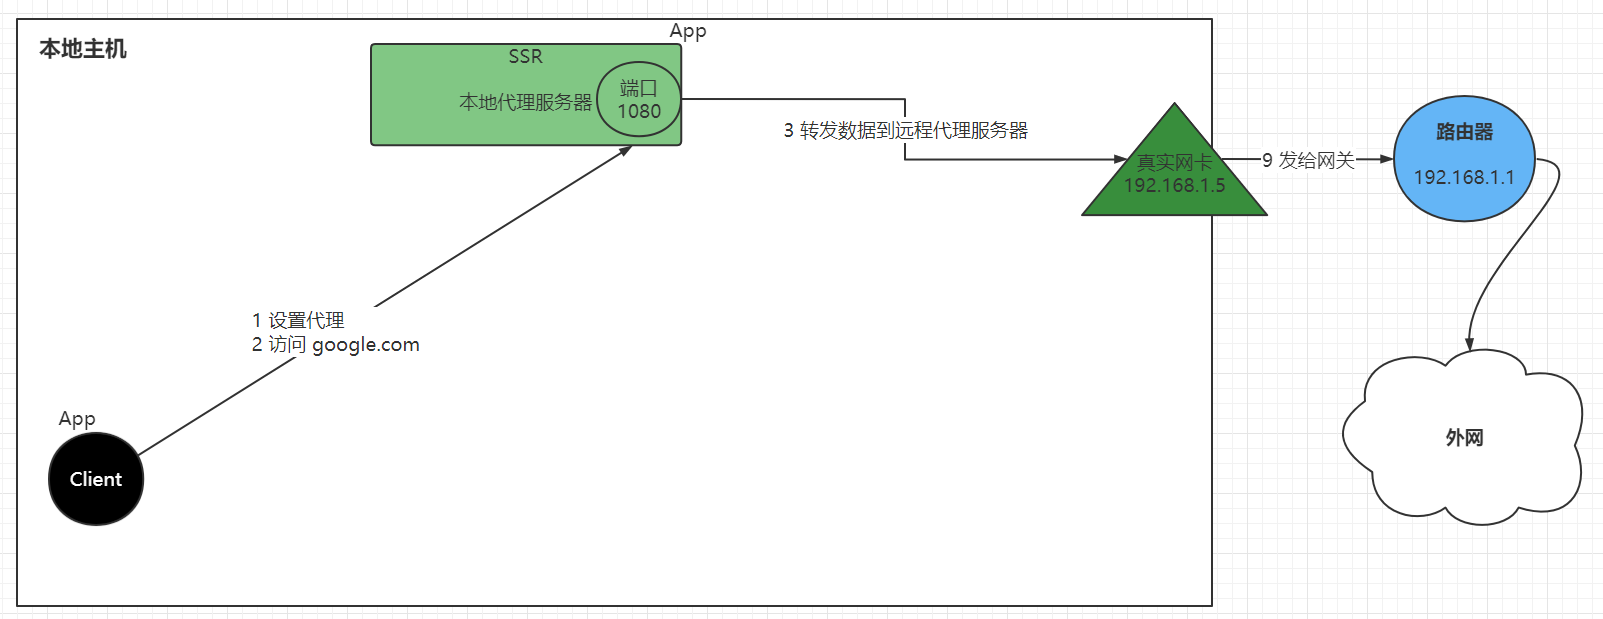 App
本地主机
SSR
本地代理服务器
端口
1080
3 转发数据到远程代理服务器
真实网卡
192.168.1.5
9 发给网关
路由器
192.168.1.1
1 设置代理
2 访问 google.com
App
Client
外网